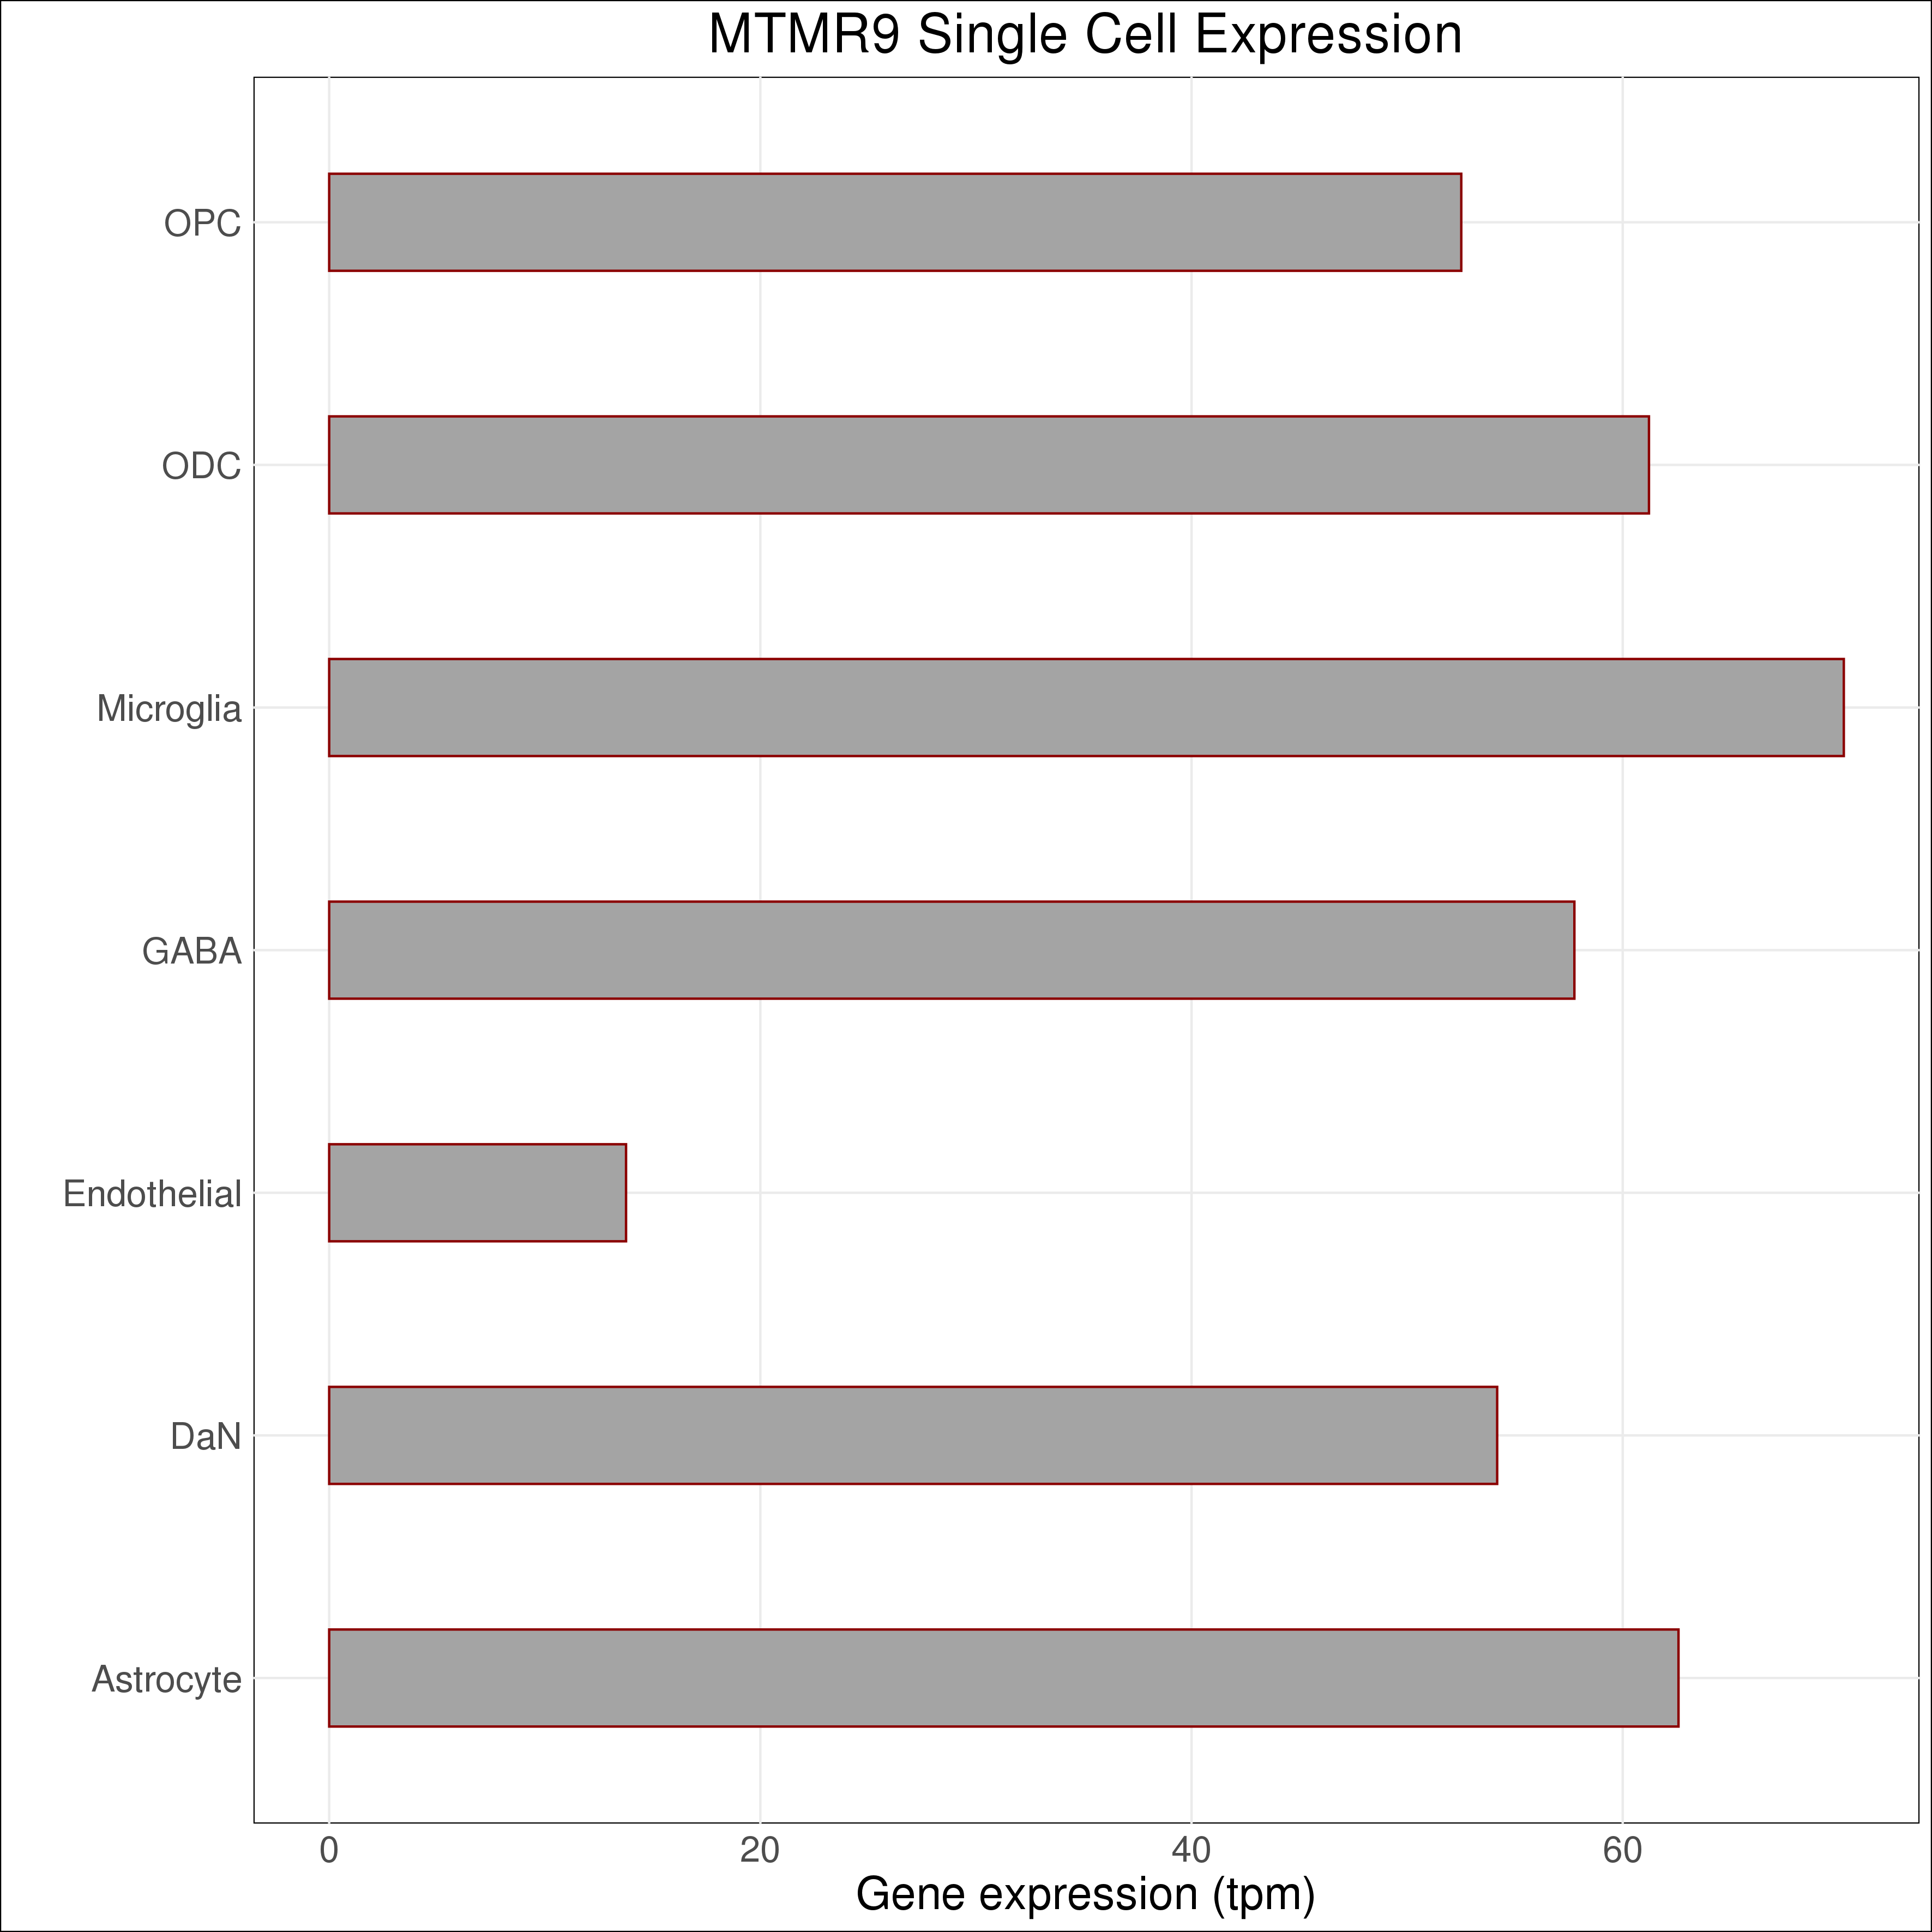 MTMR9 Single Cell Expression
OPC
ODC
Microglia
GABA
Endothelial
DaN
Astrocyte
0 20 40 60
Gene expression (tpm)